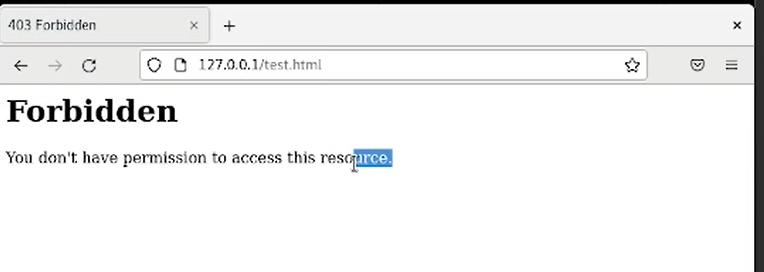 403 Forbidden
127.0.0.1/test.html
Forbidden
You don't have permission to access this resource.